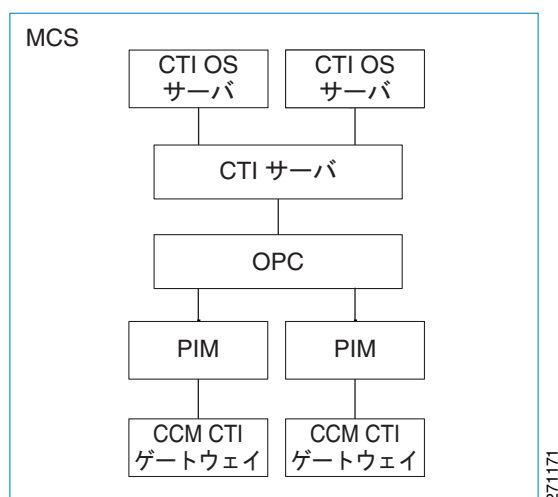 MCS
CTI OS
サーバ
CTI OS
サーバ
CTI サーバ
OPC
PIM
PIM
CCM CTI
ゲートウェイ
CCM CTI
ゲートウェイ
271171